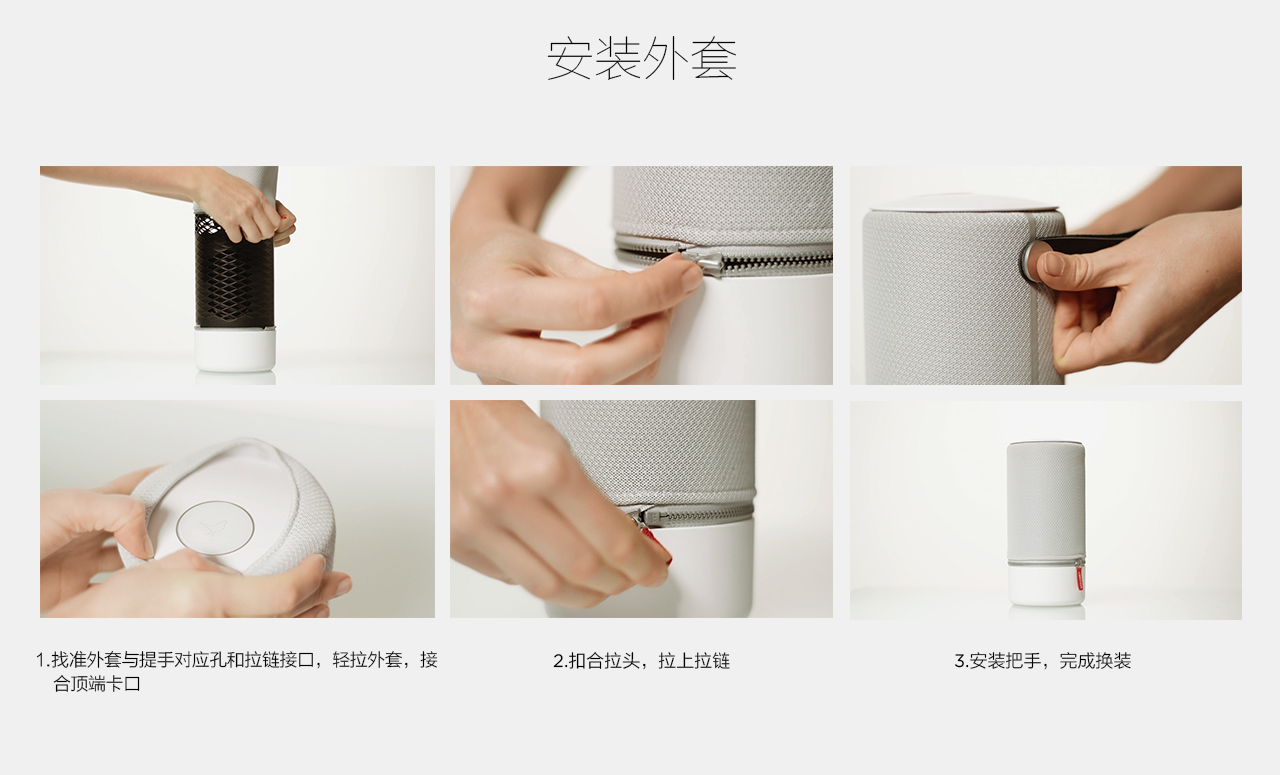 安装外套
1.找准外套与提手对应孔和拉链接口，轻拉外套，接
合顶端卡口
2.扣合拉头，拉上拉链
3.安装把手，完成换装